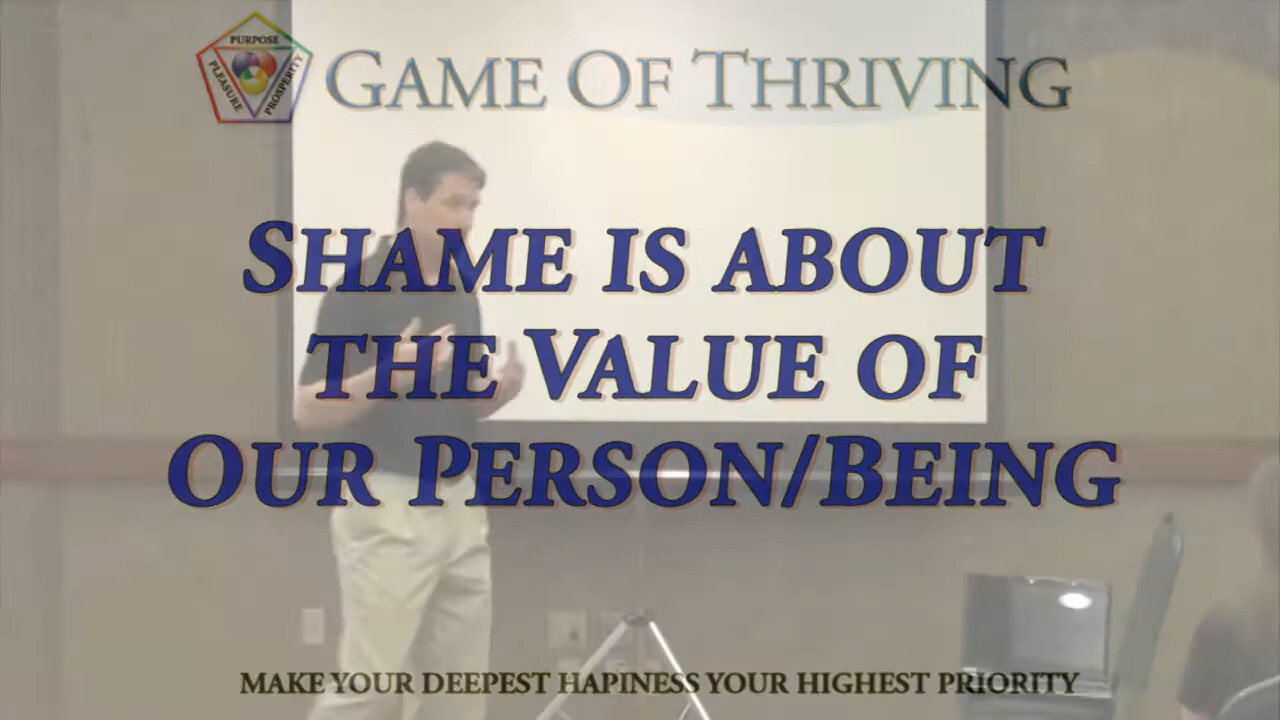 PURPOSE
PLEASURE
PROSPERITY
GAME OF THRIVING
SHAME IS ABOUT
THE VALUE OF
OUR PERSON/BEING
MAKE YOUR DEEPEST HAPINESS YOUR HIGHEST PRIORITY